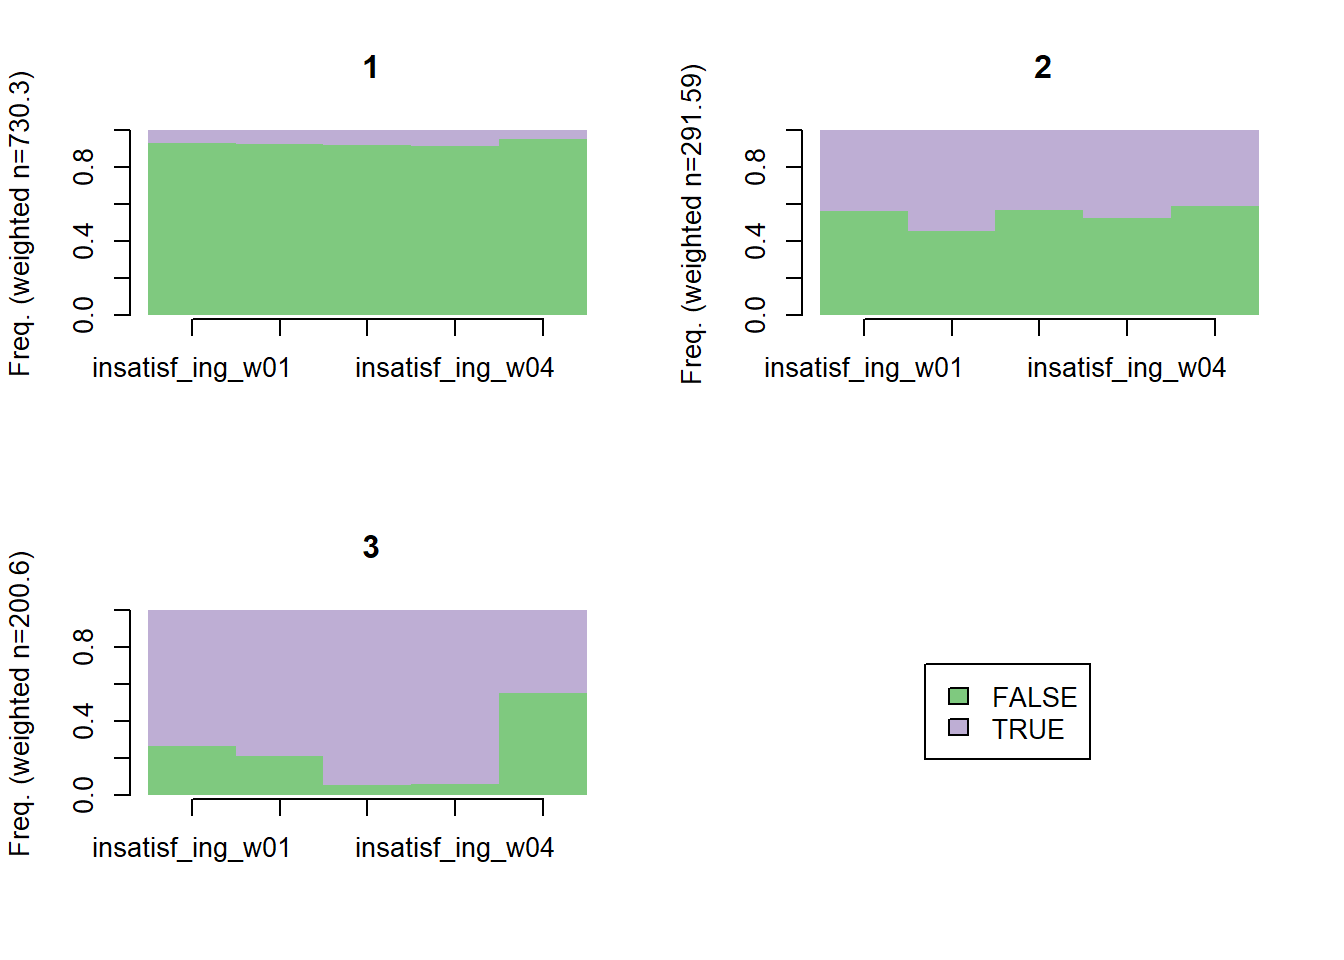 1
Freq. (weighted n=730.3)
0.0 0.4 0.8
insatisf_ing_w01 insatisf_ing_w04
2
Freq. (weighted n=291.59)
0.0 0.4 0.8
insatisf_ing_w01 insatisf_ing_w04
3
Freq. (weighted n=200.6)
0.0 0.4 0.8
insatisf_ing_w01 insatisf_ing_w04
FALSE
TRUE